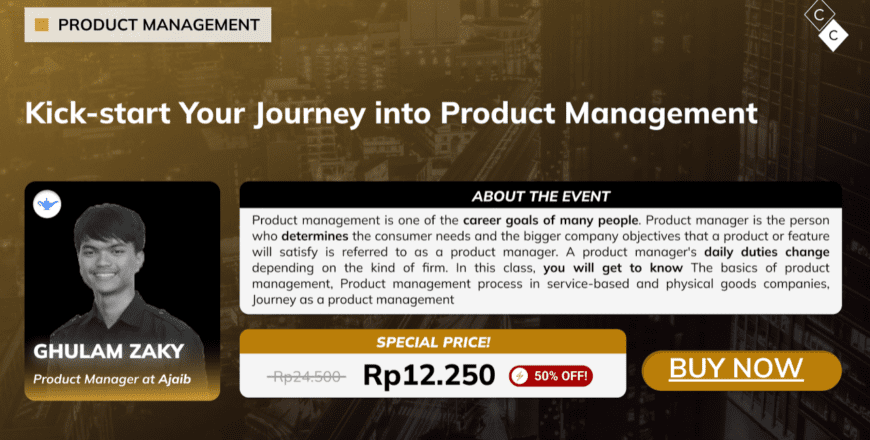 PRODUCT MANAGEMENT
C
C
Kick-start Your Journey into Product Management
ABOUT THE EVENT
Product management is one of the career goals of many people. Product manager is the person
who determines the consumer needs and the bigger company objectives that a product or feature
will satisfy is referred to as a product manager. A product manager's daily duties change
depending on the kind of firm. In this class, you will get to know The basics of product
management, Product management process in service-based and physical goods companies,
Journey as a product management
GHULAM ZAKY
Product Manager at Ajaib
SPECIAL PRICE!
Rp24.500 Rp12.250 50% OFF!
BUY NOW